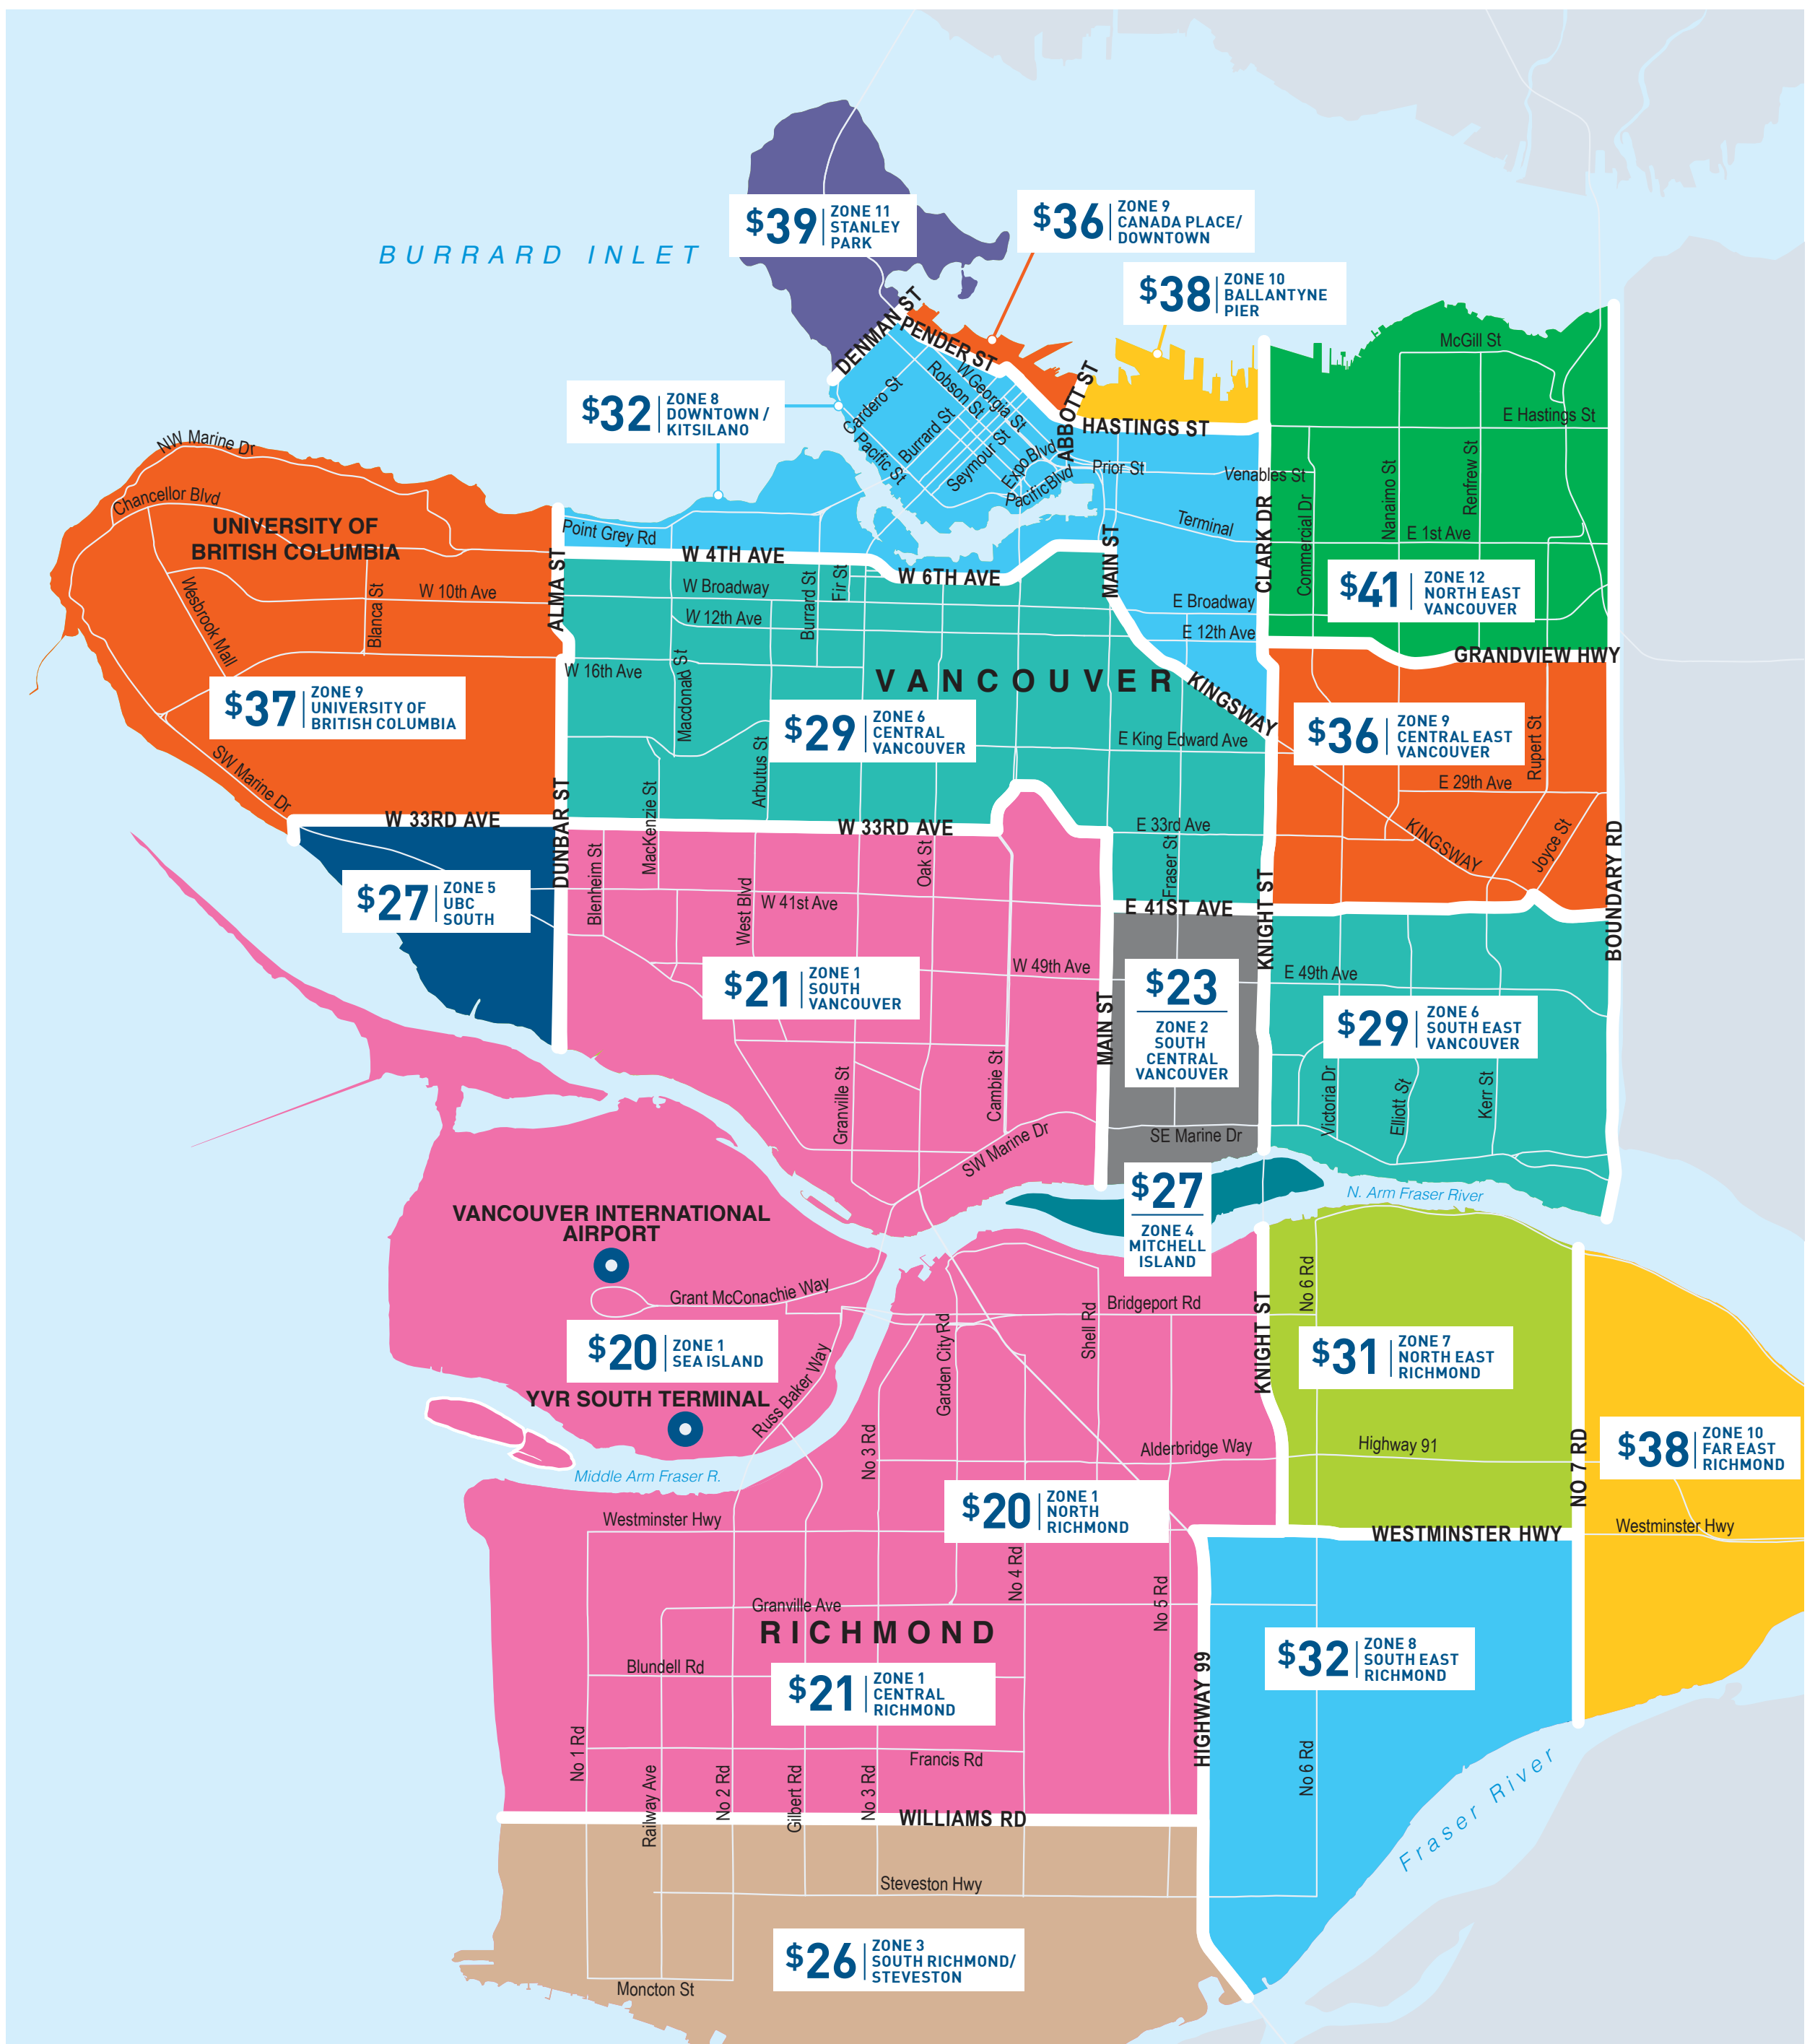 BURRARD INLET
$39
ZONE 11
STANLEY
PARK
$36
ZONE 9
CANADA PLACE/
DOWNTOWN
$38
ZONE 10
BALLANTYNE
PIER
DENMAN ST
PENDER ST
ABBOTT ST
HASTINGS ST
McGill St
E Hastings St
$32
ZONE 8
DOWNTOWN /
KITSILANO
Cardero St
Robson St
W Georgia St
Burrard St
Pacific St
Seymour St
Expo Blvd
Pacific Blvd
Prior St
Venables St
Terminal
CLARK DR
Commercial Dr
Nanaimo St
Renfrew St
E 1st Ave
NW Marine Dr
Chancellor Blvd
UNIVERSITY OF
BRITISH COLUMBIA
Wesbrook Mall
Blanca St
W 10th Ave
ALMA ST
Point Grey Rd
W 4TH AVE
W 6TH AVE
MAIN ST
W Broadway
W 12th Ave
Burrard St
Fir St
E Broadway
E 12th Ave
$41
ZONE 12
NORTH EAST
VANCOUVER
GRANDVIEW HWY
W 16th Ave
Macdonald St
VANCOUVER
KINGSWAY
$37
ZONE 9
UNIVERSITY OF
BRITISH COLUMBIA
$29
ZONE 6
CENTRAL
VANCOUVER
E King Edward Ave
$36
ZONE 9
CENTRAL EAST
VANCOUVER
Rupert St
SW Marine Dr
Arbutus St
MacKenzie St
E 29th Ave
W 33RD AVE
DUNBAR ST
W 33RD AVE
E 33rd Ave
KINGSWAY
Joyce St
BOUNDARY RD
Blenheim St
Oak St
Fraser St
KNIGHT ST
$27
ZONE 5
UBC
SOUTH
West Blvd
W 41st Ave
E 41ST AVE
$21
ZONE 1
SOUTH
VANCOUVER
W 49th Ave
MAIN ST
$23
ZONE 2
SOUTH
CENTRAL
VANCOUVER
E 49th Ave
$29
ZONE 6
SOUTH EAST
VANCOUVER
Granville St
Cambie St
SW Marine Dr
SE Marine Dr
Victoria Dr
Elliott St
Kerr St
$27
ZONE 4
MITCHELL
ISLAND
N. Arm Fraser River
VANCOUVER INTERNATIONAL
AIRPORT
Grant McConachie Way
Bridgeport Rd
No 6 Rd
KNIGHT ST
Shell Rd
Garden City Rd
$20
ZONE 1
SEA ISLAND
$31
ZONE 7
NORTH EAST
RICHMOND
YVR SOUTH TERMINAL
Russ Baker Way
No 3 Rd
Alderbridge Way
Highway 91
NO 7 RD
$38
ZONE 10
FAR EAST
RICHMOND
Middle Arm Fraser R.
$20
ZONE 1
NORTH
RICHMOND
Westminster Hwy
WESTMINSTER HWY
Westminster Hwy
No 4 Rd
No 5 Rd
Granville Ave
RICHMOND
Blundell Rd
$21
ZONE 1
CENTRAL
RICHMOND
HIGHWAY 99
$32
ZONE 8
SOUTH EAST
RICHMOND
No 1 Rd
Railway Ave
No 2 Rd
Gilbert Rd
No 3 Rd
Francis Rd
No 6 Rd
WILLIAMS RD
Fraser River
Steveston Hwy
$26
ZONE 3
SOUTH RICHMOND/
STEVESTON
Moncton St